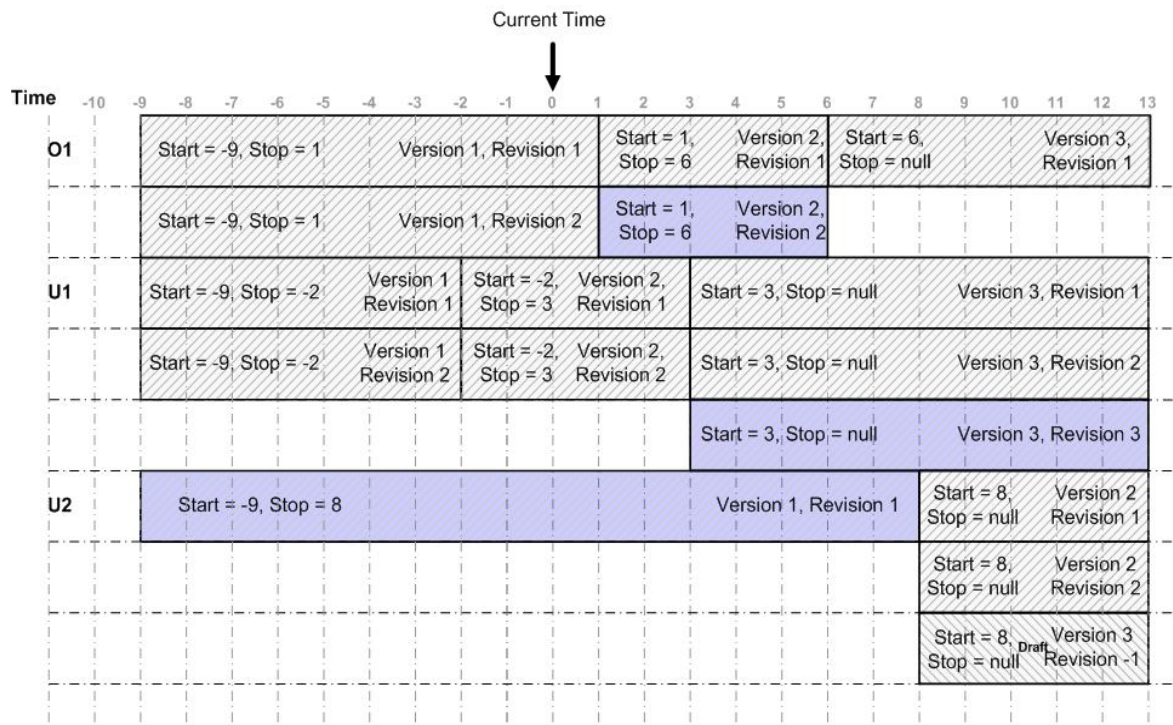 Current Time
Time -10 -9 -8 -7 -6 -5 -4 -3 -2 -1 0 1 2 3 4 5 6 7 8 9 10 11 12 13
O1
Start = -9, Stop = 1 Version 1, Revision 1
Start = 1, Version 2,
Stop = 6 Revision 1
Start = 6, Version 3,
Stop = null Revision 1
Start = -9, Stop = 1 Version 1, Revision 2
Start = 1, Version 2,
Stop = 6 Revision 2
U1
Start = -9, Stop = -2 Version 1
Revision 1
Start = -2, Version 2,
Stop = 3 Revision 1
Start = 3, Stop = null Version 3, Revision 1
Start = -9, Stop = -2 Version 1
Revision 2
Start = -2, Version 2,
Stop = 3 Revision 2
Start = 3, Stop = null Version 3, Revision 2
Start = 3, Stop = null Version 3, Revision 3
U2
Start = -9, Stop = 8 Version 1, Revision 1
Start = 8, Version 2
Stop = null Revision 1
Start = 8, Version 2
Stop = null Revision 2
Start = 8, Draft Version 3
Stop = null Revision -1